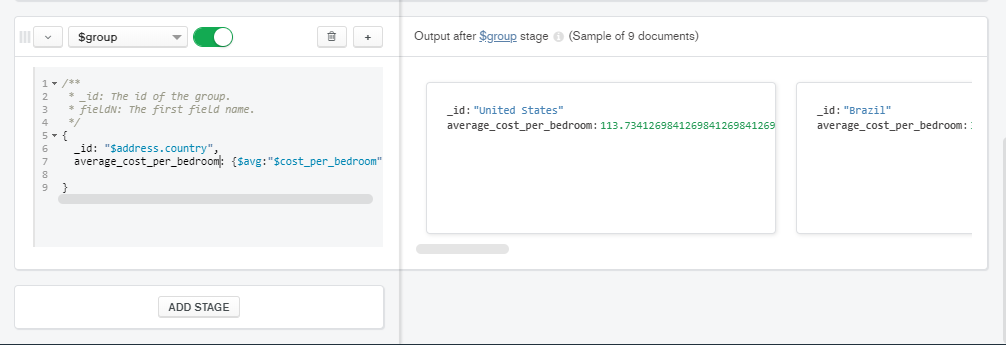 $group
+
Output after $group stage (Sample of 9 documents)
1 /**
2 * _id: The id of the group.
3 * fieldN: The first field name.
4 */
5 {
6 _id: "$address.country",
7 average_cost_per_bedroom: {$avg:"$cost_per_bedroom"
8
9 }
_id: "United States"
average_cost_per_bedroom: 113.7341269841269841269841269
_id: "Brazil"
average_cost_per_bedroom:
ADD STAGE